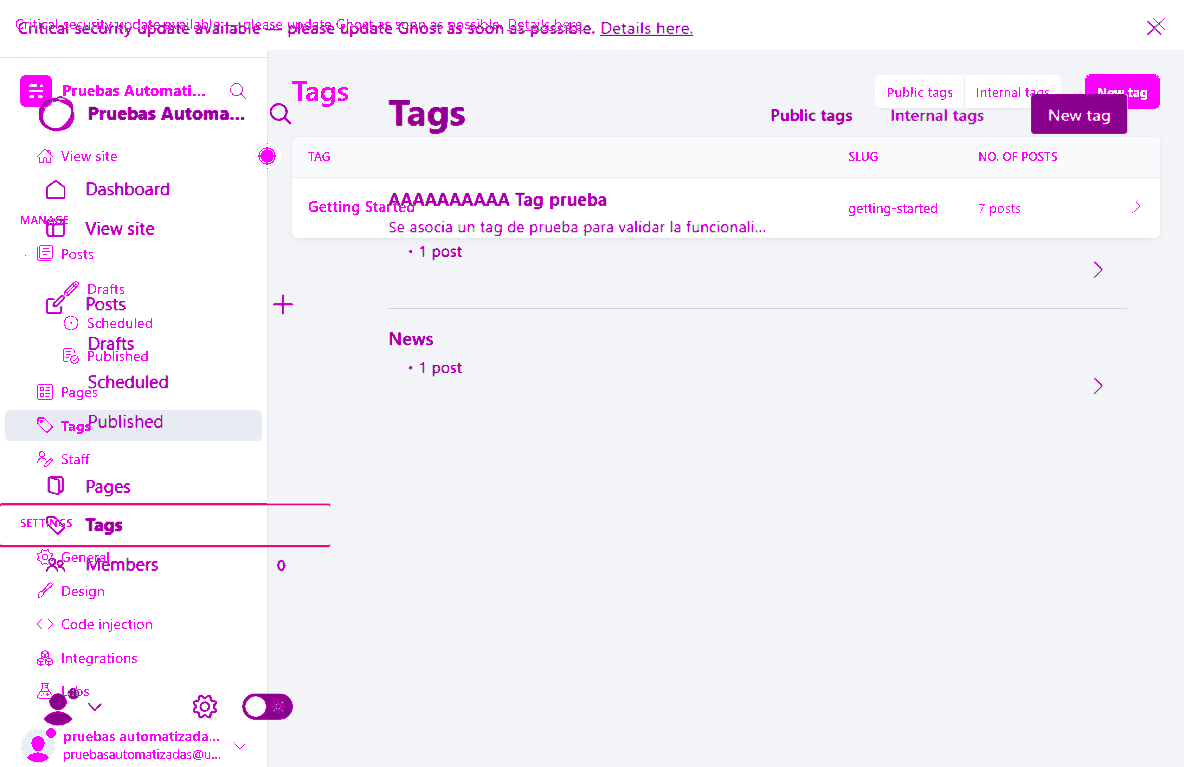 Critical security update available — please update Ghost as soon as possible. Details here.
Critical security update available — please update Ghost as soon as possible. Details here.
Pruebas Automati...
Tags
Public tags
Internal tags
New tag
Pruebas Automa...
Tags
Public tags
Internal tags
New tag
View site
TAG
SLUG
NO. OF POSTS
Dashboard
AAAAAAAAAA Tag prueba
Getting Started
getting-started
7 posts
MANAGE
View site
Se asocia un tag de prueba para validar la funcionali...
Posts
• 1 post
Drafts
Posts
Scheduled
Drafts
News
Published
• 1 post
Scheduled
Pages
Tags
Published
Staff
Pages
SETTINGS
Tags
General
Members
0
Design
Code injection
Integrations
Labs
pruebas automatizada...
pruebasautomatizadas@u...